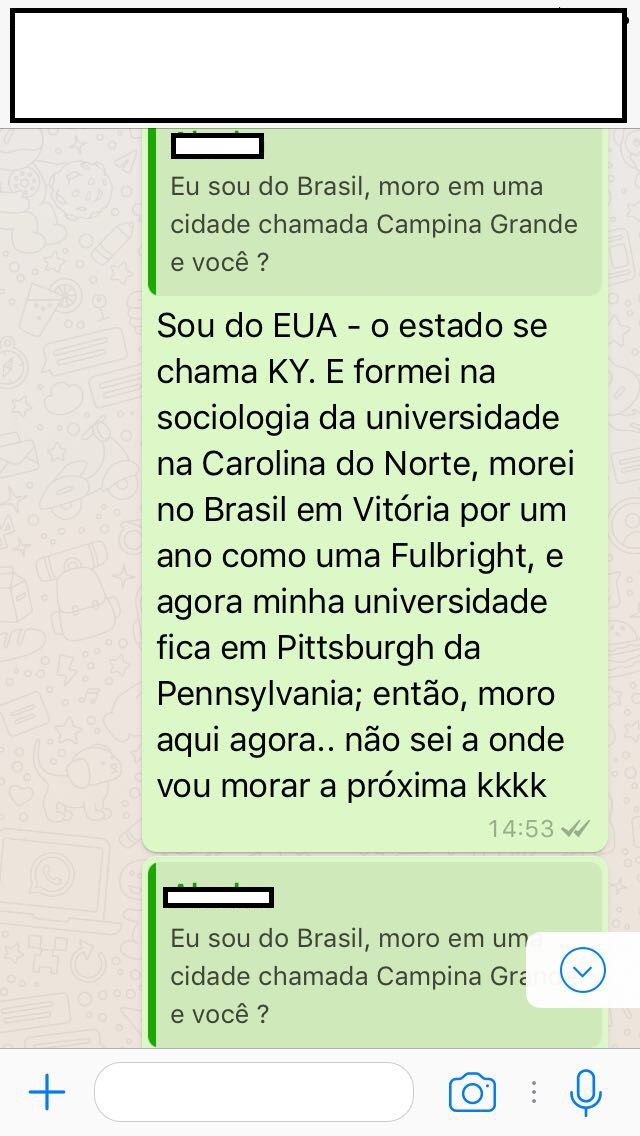 Eu sou do Brasil, moro em uma
cidade chamada Campina Grande
e você ?
Sou do EUA - o estado se
chama KY. E formei na
sociologia da universidade
na Carolina do Norte, morei
no Brasil em Vitória por um
ano como uma Fulbright, e
agora minha universidade
fica em Pittsburgh da
Pennsylvania; então, moro
aqui agora.. não sei a onde
vou morar a próxima kkkk
14:53
Eu sou do Brasil, moro em uma
cidade chamada Campina Grande
e você ?